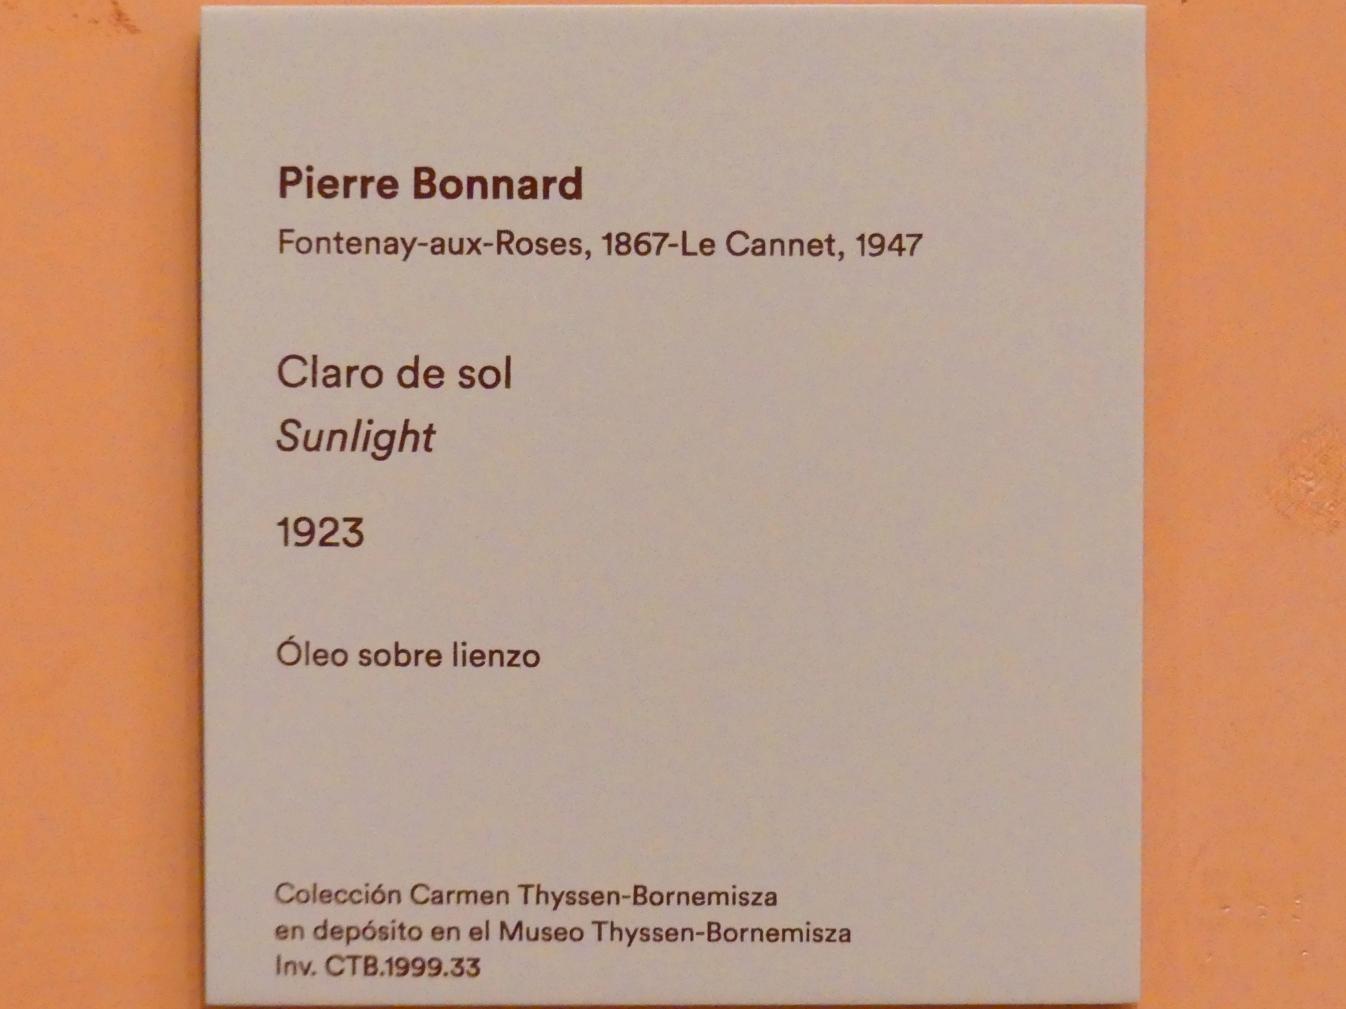 Pierre Bonnard
Fontenay-aux-Roses, 1867-Le Cannet, 1947
Claro de sol
Sunlight
1923
Óleo sobre lienzo
Colección Carmen Thyssen-Bornemisza
en depósito en el Museo Thyssen-Bornemisza
Inv. CTB.1999.33